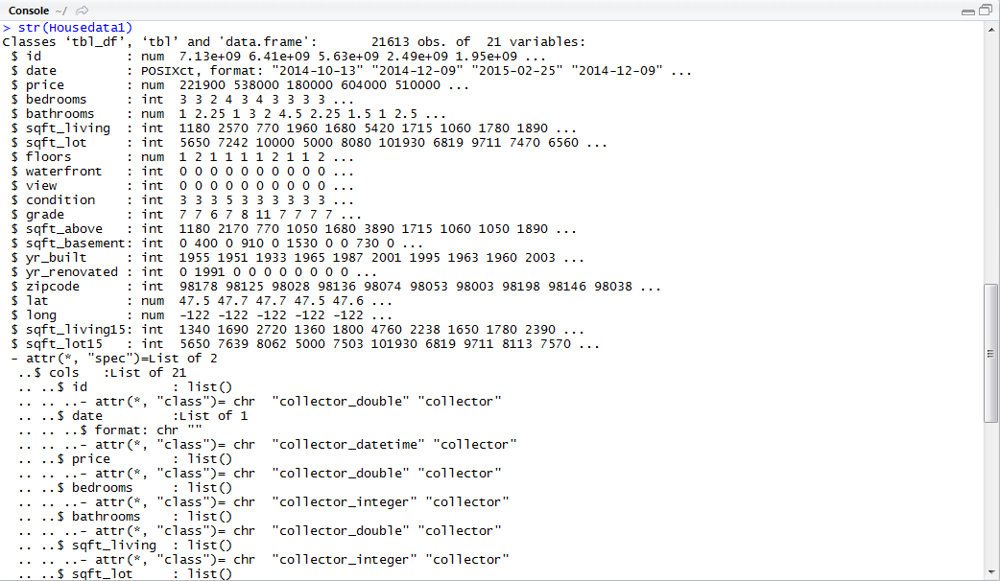 Console ~/
> str(Housedata1)
Classes ‘tbl_df’, ‘tbl’ and 'data.frame':	21613 obs. of  21 variables:
 $ id           : num  7.13e+09 6.41e+09 5.63e+09 2.49e+09 1.95e+09 ...
 $ date         : POSIXct, format: "2014-10-13" "2014-12-09" "2015-02-25" "2014-12-09" ...
 $ price        : num  221900 538000 180000 604000 510000 ...
 $ bedrooms     : int  3 3 2 4 3 4 3 3 3 3 ...
 $ bathrooms    : num  1 2.25 1 3 2 4.5 2.25 1.5 1 2.5 ...
 $ sqft_living  : int  1180 2570 770 1960 1680 5420 1715 1060 1780 1890 ...
 $ sqft_lot     : int  5650 7242 10000 5000 8080 101930 6819 9711 7470 6560 ...
 $ floors       : num  1 2 1 1 1 1 2 1 1 2 ...
 $ waterfront   : int  0 0 0 0 0 0 0 0 0 0 ...
 $ view         : int  0 0 0 0 0 0 0 0 0 0 ...
 $ condition    : int  3 3 3 5 3 3 3 3 3 3 ...
 $ grade        : int  7 7 6 7 8 11 7 7 7 7 ...
 $ sqft_above   : int  1180 2170 770 1050 1680 3890 1715 1060 1050 1890 ...
 $ sqft_basement: int  0 400 0 910 0 1530 0 0 730 0 ...
 $ yr_built     : int  1955 1951 1933 1965 1987 2001 1995 1963 1960 2003 ...
 $ yr_renovated : int  0 1991 0 0 0 0 0 0 0 0 ...
 $ zipcode      : int  98178 98125 98028 98136 98074 98053 98003 98198 98146 98038 ...
 $ lat          : num  47.5 47.7 47.7 47.5 47.6 ...
 $ long         : num  -122 -122 -122 -122 -122 ...
 $ sqft_living15: int  1340 1690 2720 1360 1800 4760 2238 1650 1780 2390 ...
 $ sqft_lot15   : int  5650 7639 8062 5000 7503 101930 6819 9711 8113 7570 ...
 - attr(*, "spec")=List of 2
  ..$ cols   :List of 21
  .. ..$ id           : list()
  .. .. ..- attr(*, "class")= chr  "collector_double" "collector"
  .. ..$ date         :List of 1
  .. .. ..$ format: chr ""
  .. .. ..- attr(*, "class")= chr  "collector_datetime" "collector"
  .. ..$ price        : list()
  .. .. ..- attr(*, "class")= chr  "collector_double" "collector"
  .. ..$ bedrooms     : list()
  .. .. ..- attr(*, "class")= chr  "collector_integer" "collector"
  .. ..$ bathrooms    : list()
  .. .. ..- attr(*, "class")= chr  "collector_double" "collector"
  .. ..$ sqft_living  : list()
  .. .. ..- attr(*, "class")= chr  "collector_integer" "collector"
  .. ..$ sqft_lot     : list()